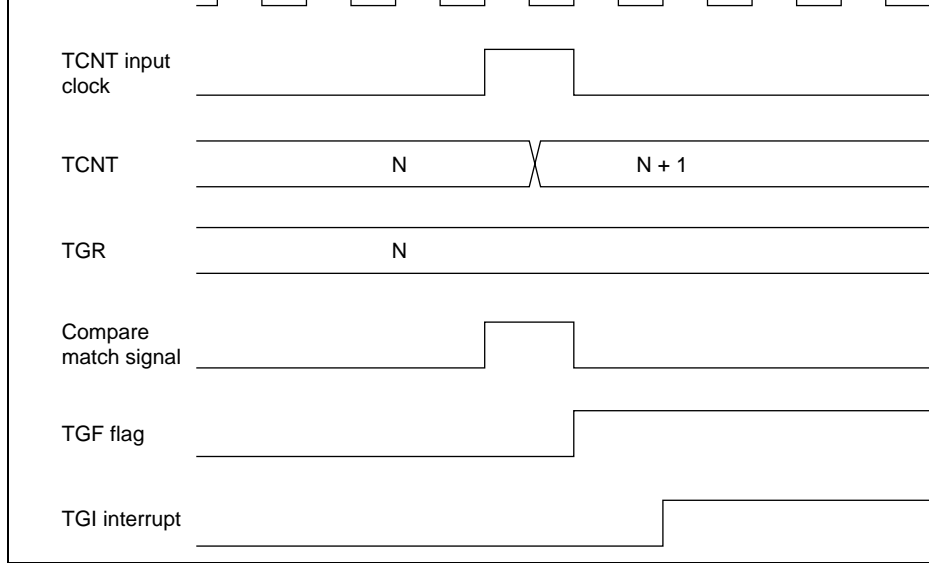 TCNT input
clock
TCNT
N
N + 1
TGR
N
Compare
match signal
TGF flag
TGI interrupt